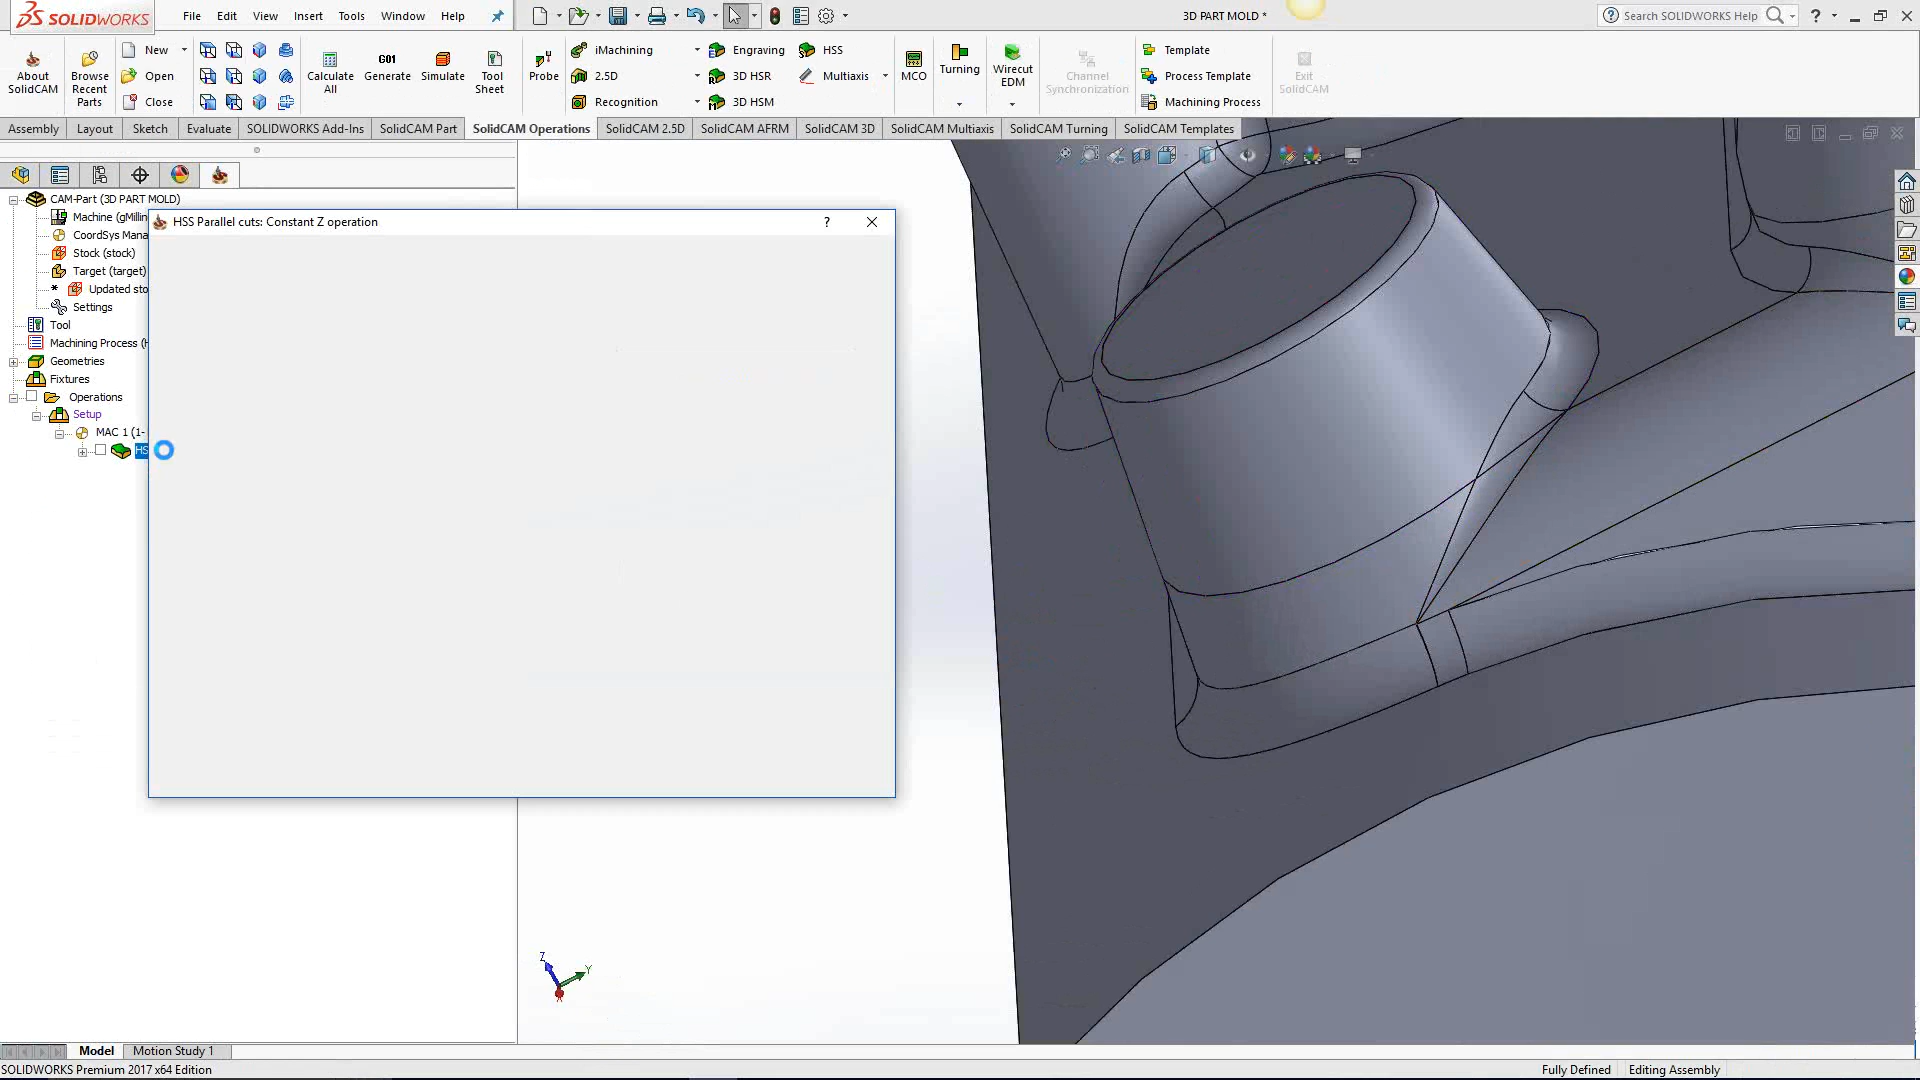 SOLIDWORKS File Edit View Insert Tools Window Help
3D PART MOLD *
Search SOLIDWORKS Help
?
About SolidCAM
Browse Recent Parts
New
Open
Close
Calculate All
G01
Generate
Simulate
Tool Sheet
Probe
iMachining
2.5D
Recognition
Engraving
3D HSR
3D HSM
HSS
Multiaxis
MCO
Turning
Wirecut EDM
Channel Synchronization
Template
Process Template
Machining Process
Exit SolidCAM
Assembly Layout Sketch Evaluate SOLIDWORKS Add-Ins SolidCAM Part SolidCAM Operations SolidCAM 2.5D SolidCAM AFRM SolidCAM 3D SolidCAM Multiaxis SolidCAM Turning SolidCAM Templates
CAM-Part (3D PART MOLD)
Machine (gMillin
CoordSys Mana
Stock (stock)
Target (target)
* Updated sto
Settings
Tool
Machining Process (
Geometries
Fixtures
Operations
Setup
MAC 1 (1-
HS
HSS Parallel cuts: Constant Z operation
?
Z
Y
X
Model Motion Study 1
SOLIDWORKS Premium 2017 x64 Edition
Fully Defined
Editing Assembly